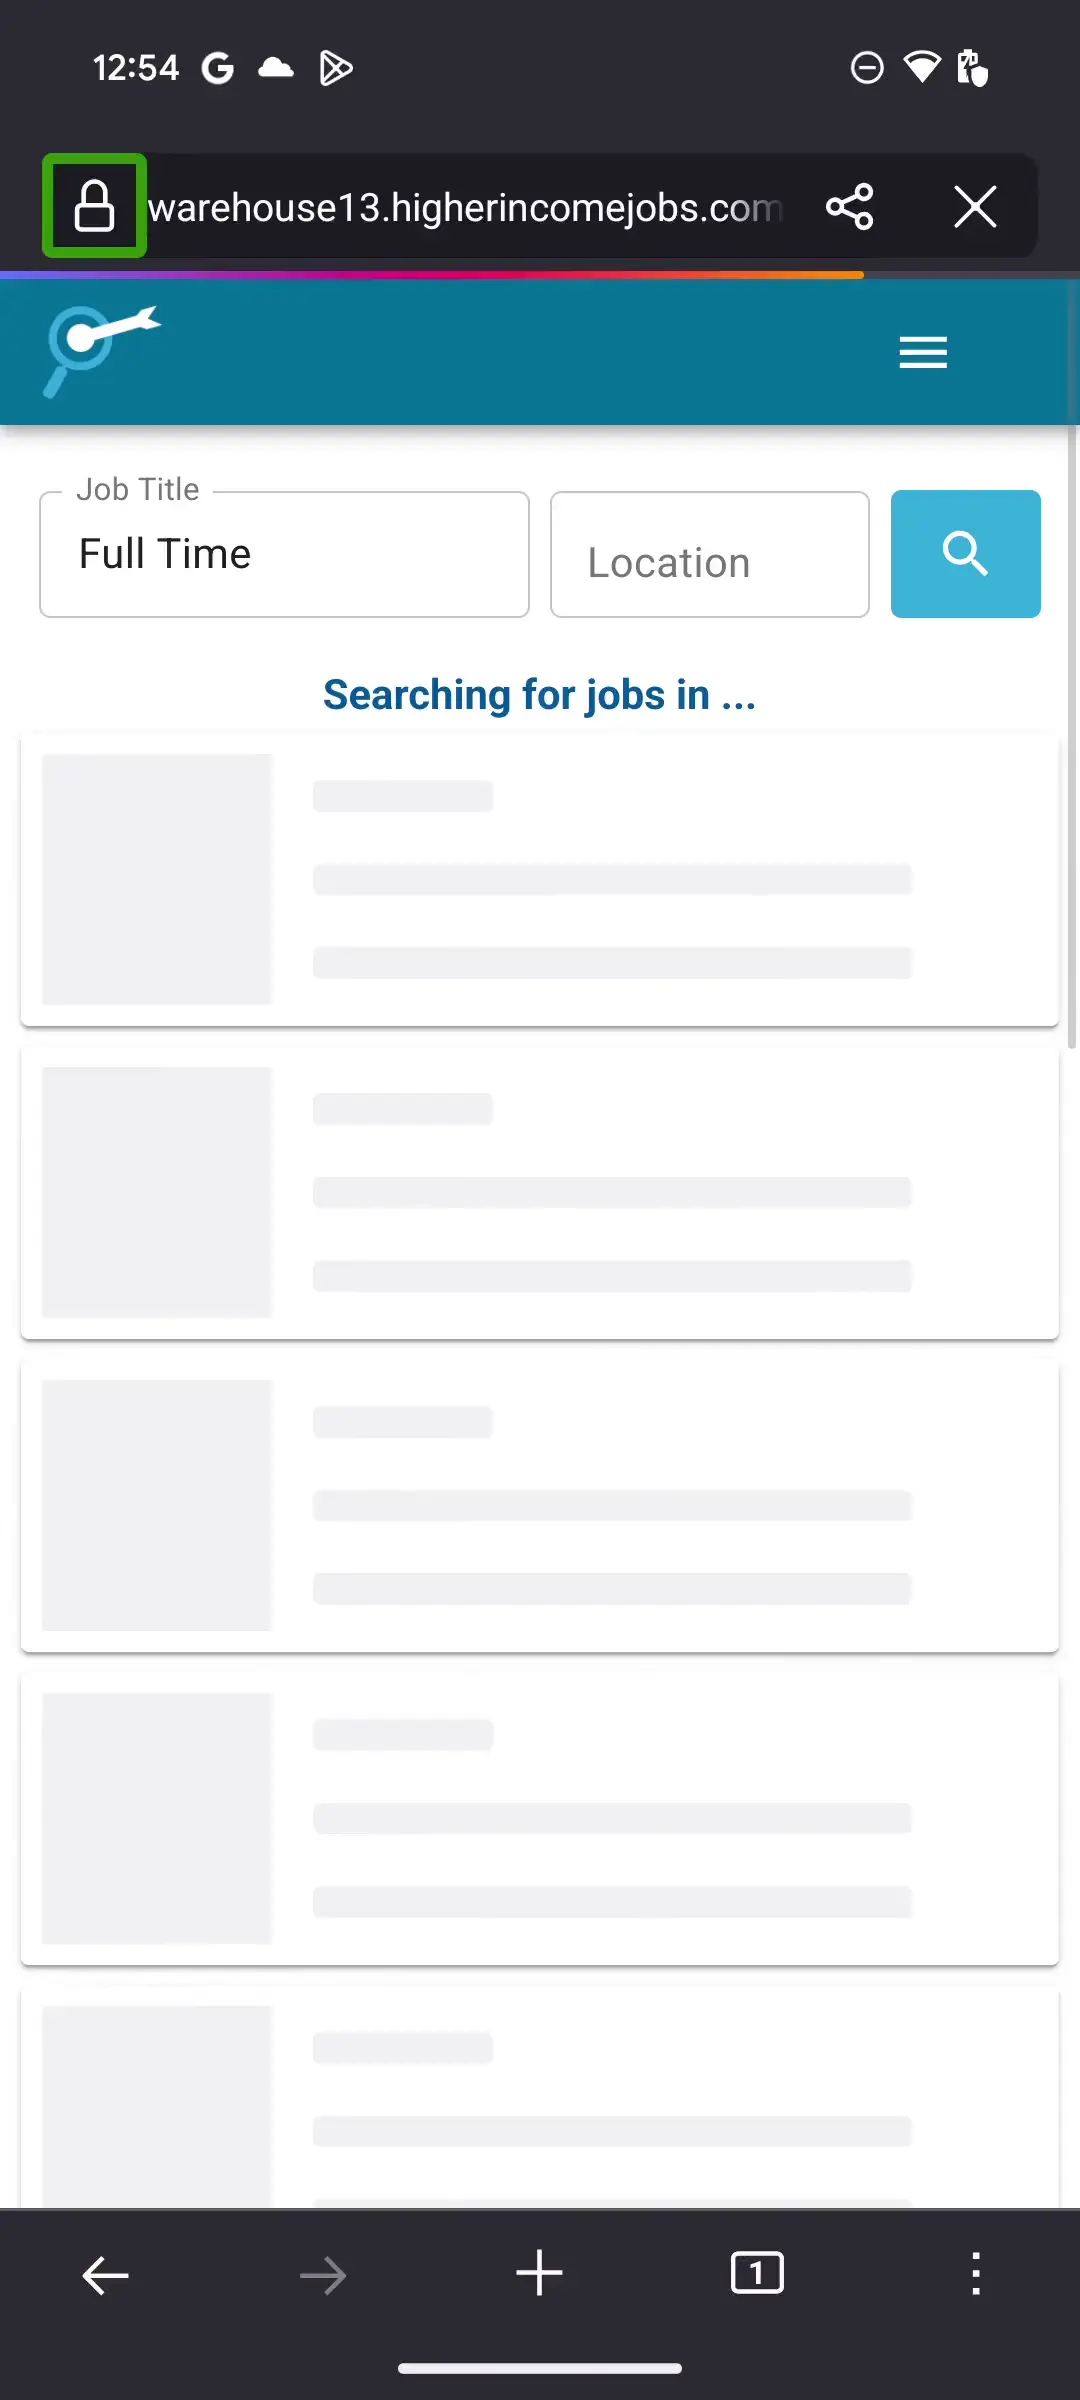 12:54
warehouse13.higherincomejobs.com
Job Title
Full Time
Location
Searching for jobs in ...
1